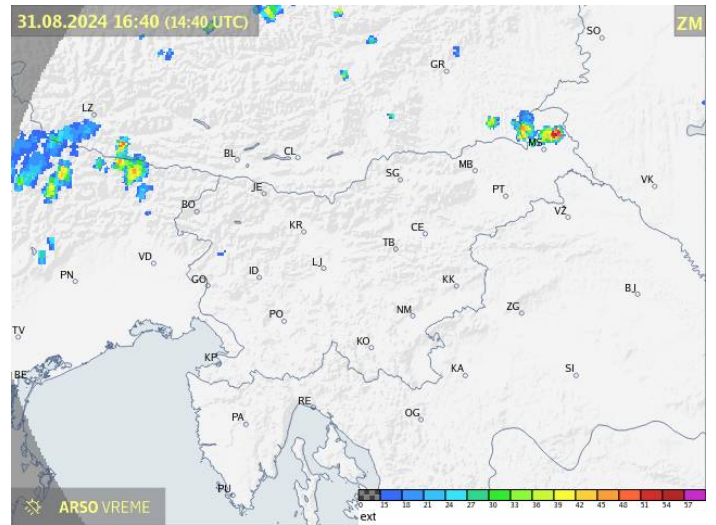 31.08.2024 16:40 (14:40 UTC)
ZM
SO
GR
LZ
MS
BL
CL
MB
SG
VK
JE
PT
BO
VŽ
KR
CE
TB
VD
LJ
PN
ID
GO
KK
BJ
ZG
NM
PO
TV
KO
KP
BE
KA
SI
RE
PA
OG
PU
ARSO VREME
0 15 18 21 24 27 30 33 36 39 42 45 48 51 54 57
ext